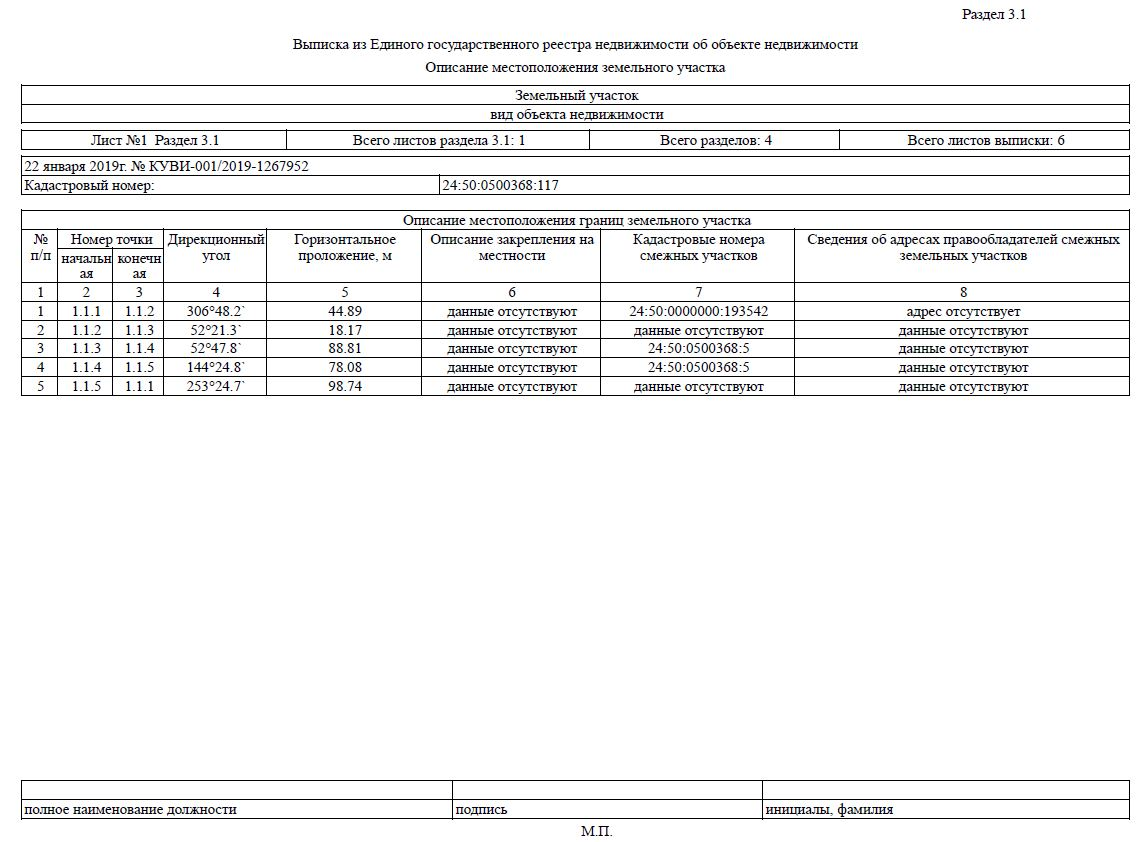 Раздел 3.1
Выписка из Единого государственного реестра недвижимости об объекте недвижимости
Описание местоположения земельного участка
Земельный участок
вид объекта недвижимости
Лист №1 Раздел 3.1 Всего листов раздела 3.1: 1 Всего разделов: 4 Всего листов выписки: 6
22 января 2019г. № КУВИ-001/2019-1267952
Кадастровый номер: 24:50:0500368:117
Описание местоположения границ земельного участка
№ Номер точки Дирекционный Горизонтальное Описание закрепления на Кадастровые номера Сведения об адресах правообладателей смежных
п/п начальн конечн угол проложение, м местности смежных участков земельных участков
ая ая
1 2 3 4 5 6 7 8
1 1.1.1 1.1.2 306°48.2` 44.89 данные отсутствуют 24:50:0000000:193542 адрес отсутствует
2 1.1.2 1.1.3 52°21.3` 18.17 данные отсутствуют данные отсутствуют данные отсутствуют
3 1.1.3 1.1.4 52°47.8` 88.81 данные отсутствуют 24:50:0500368:5 данные отсутствуют
4 1.1.4 1.1.5 144°24.8` 78.08 данные отсутствуют 24:50:0500368:5 данные отсутствуют
5 1.1.5 1.1.1 253°24.7` 98.74 данные отсутствуют данные отсутствуют данные отсутствуют
полное наименование должности подпись инициалы, фамилия
М.П.